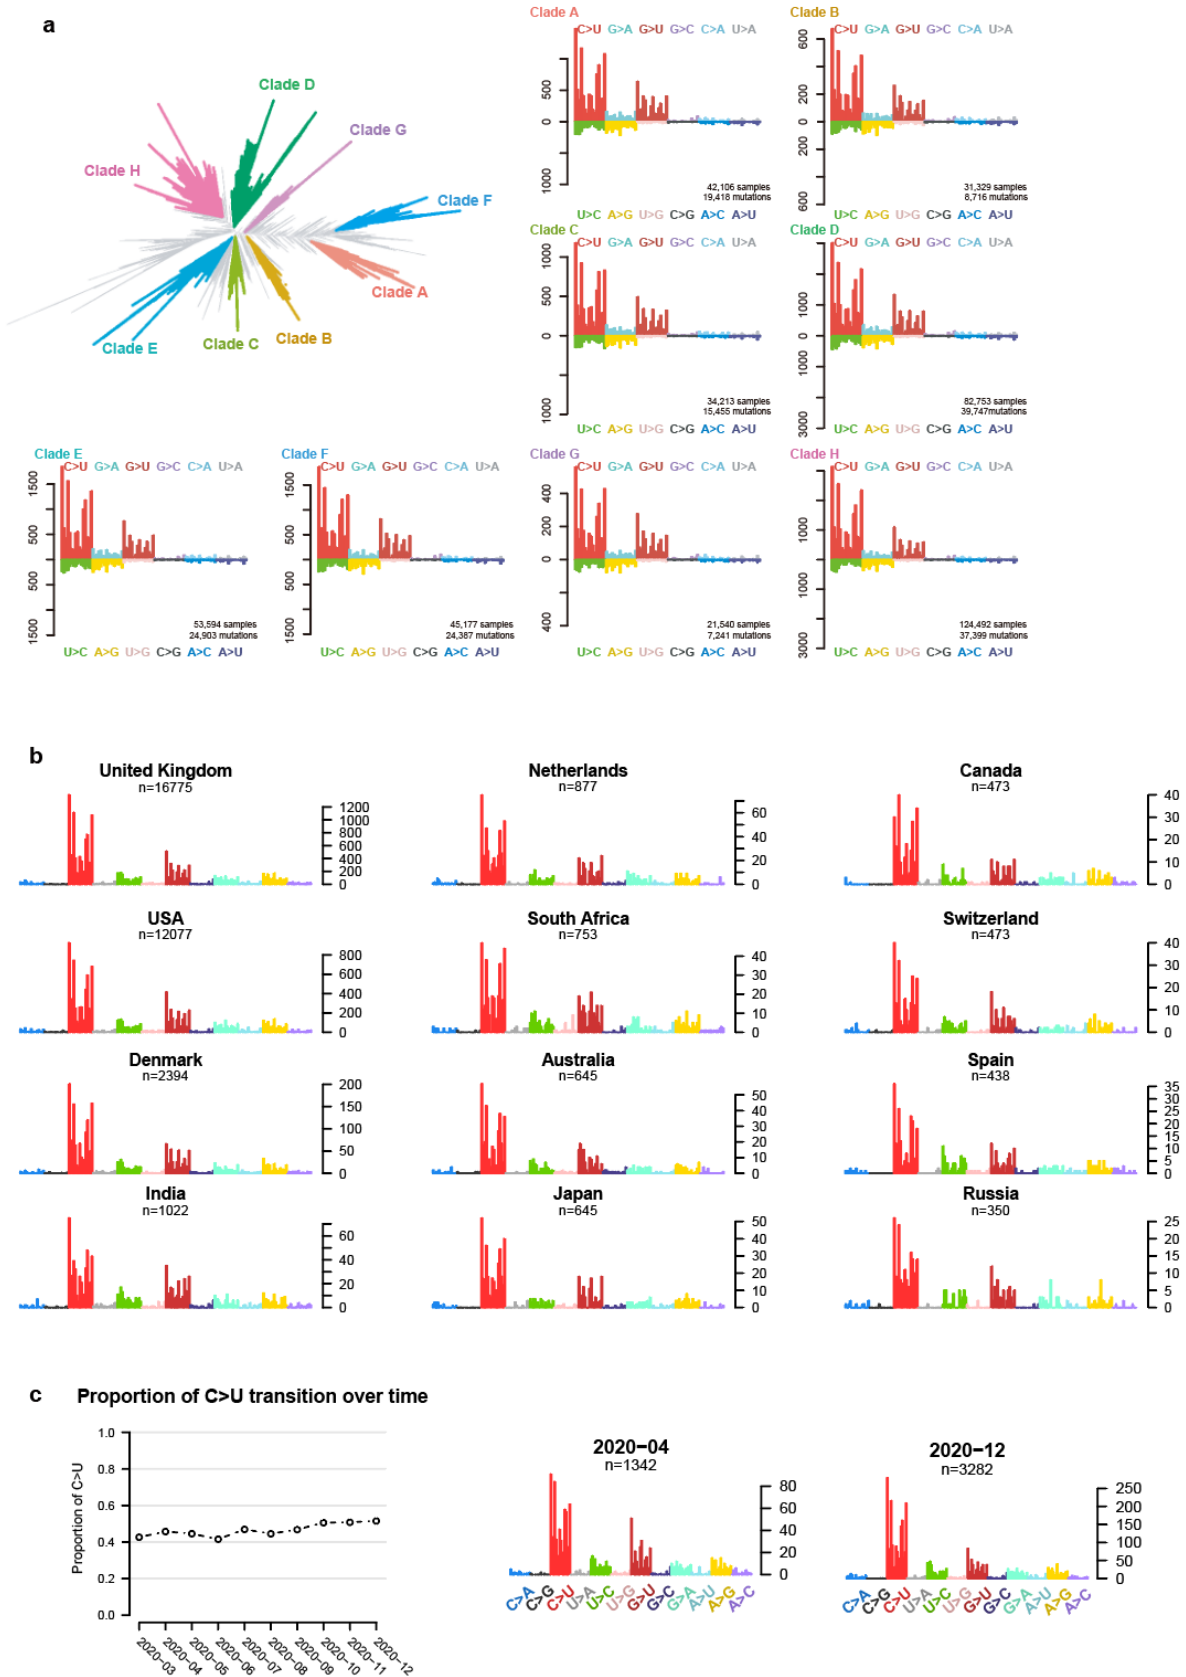 a
Clade D
Clade G
Clade H
Clade F
Clade A
Clade B
Clade C
Clade E
Clade A
C>U G>A G>U G>C C>A U>A
500
0
1000
42,106 samples
19,418 mutations
U>C A>G U>G C>G A>C A>U
Clade B
C>U G>A G>U G>C C>A U>A
600
200
0
200
600
31,329 samples
8,716 mutations
U>C A>G U>G C>G A>C A>U
Clade C
C>U G>A G>U G>C C>A U>A
1000
500
0
1000
34,213 samples
15,455 mutations
U>C A>G U>G C>G A>C A>U
Clade D
C>U G>A G>U G>C C>A U>A
1000
0
1000
3000
82,753 samples
39,747mutations
U>C A>G U>G C>G A>C A>U
Clade E
C>U G>A G>U G>C C>A U>A
1500
500
0
500
1500
53,594 samples
24,903 mutations
U>C A>G U>G C>G A>C A>U
Clade F
C>U G>A G>U G>C C>A U>A
1500
500
0
500
1500
45,177 samples
24,387 mutations
U>C A>G U>G C>G A>C A>U
Clade G
C>U G>A G>U G>C C>A U>A
400
200
0
400
21,540 samples
7,241 mutations
U>C A>G U>G C>G A>C A>U
Clade H
C>U G>A G>U G>C C>A U>A
1000
0
1000
3000
124,492 samples
37,399 mutations
U>C A>G U>G C>G A>C A>U
b
United Kingdom
n=16775
1200
1000
800
600
400
200
0
Netherlands
n=877
60
40
20
0
Canada
n=473
40
30
20
10
0
USA
n=12077
800
600
400
200
0
South Africa
n=753
40
30
20
10
0
Switzerland
n=473
40
30
20
10
0
Denmark
n=2394
200
150
100
50
0
Australia
n=645
50
40
30
20
10
0
Spain
n=438
35
30
25
20
15
10
5
0
India
n=1022
60
40
20
0
Japan
n=645
50
40
30
20
10
0
Russia
n=350
25
20
15
10
5
0
c
Proportion of C>U transition over time
Proportion of C>U
1.0
0.8
0.6
0.4
0.2
0.0
2020-03
2020-04
2020-05
2020-06
2020-07
2020-08
2020-09
2020-10
2020-11
2020-12
2020−04
n=1342
80
60
40
20
0
C>A C>G C>U U>A U>C U>G G>U G>C G>A A>U A>G A>C
2020−12
n=3282
250
200
150
100
50
0
C>A C>G C>U U>A U>C U>G G>U G>C G>A A>U A>G A>C